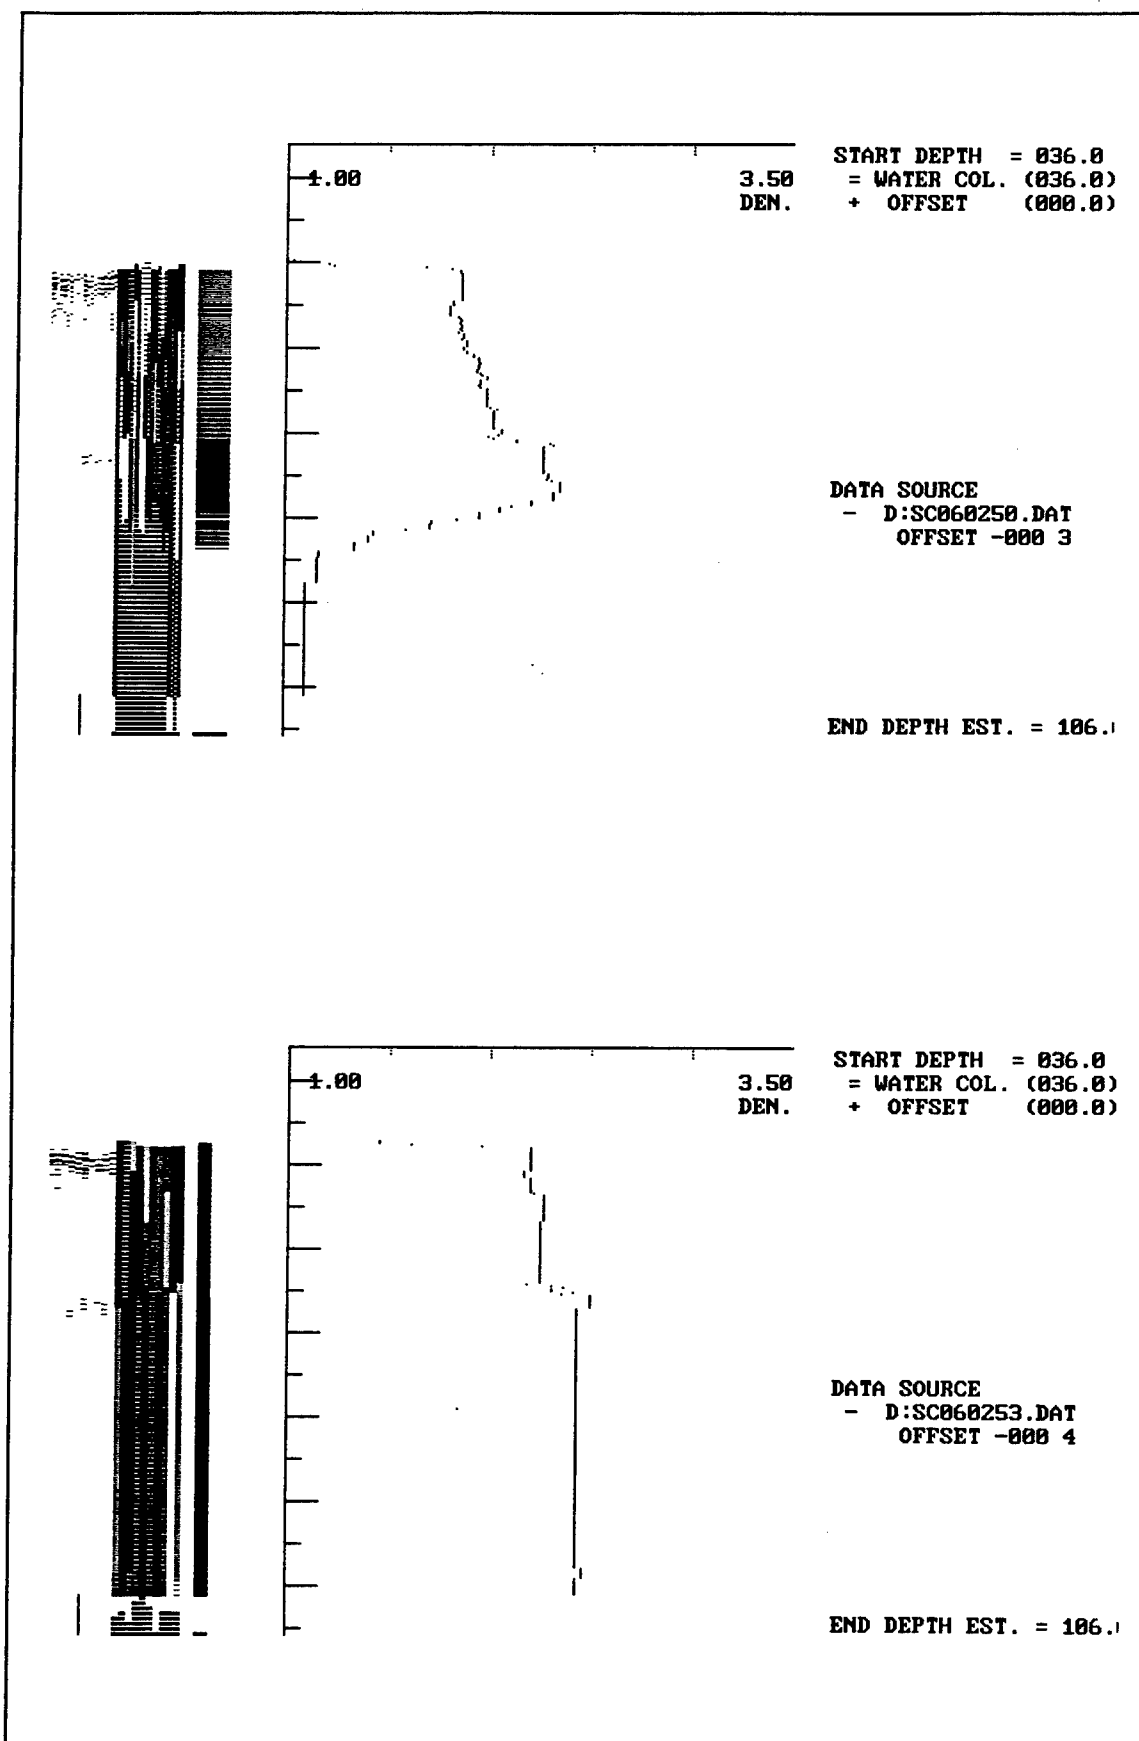 START DEPTH = 036.0
1.00 3.50 = WATER COL. (036.0)
DEN. + OFFSET (000.0)
DATA SOURCE
- D:SC060250.DAT
OFFSET -000 3
END DEPTH EST. = 106.
START DEPTH = 036.0
1.00 3.50 = WATER COL. (036.0)
DEN. + OFFSET (000.0)
DATA SOURCE
- D:SC060253.DAT
OFFSET -000 4
END DEPTH EST. = 106.